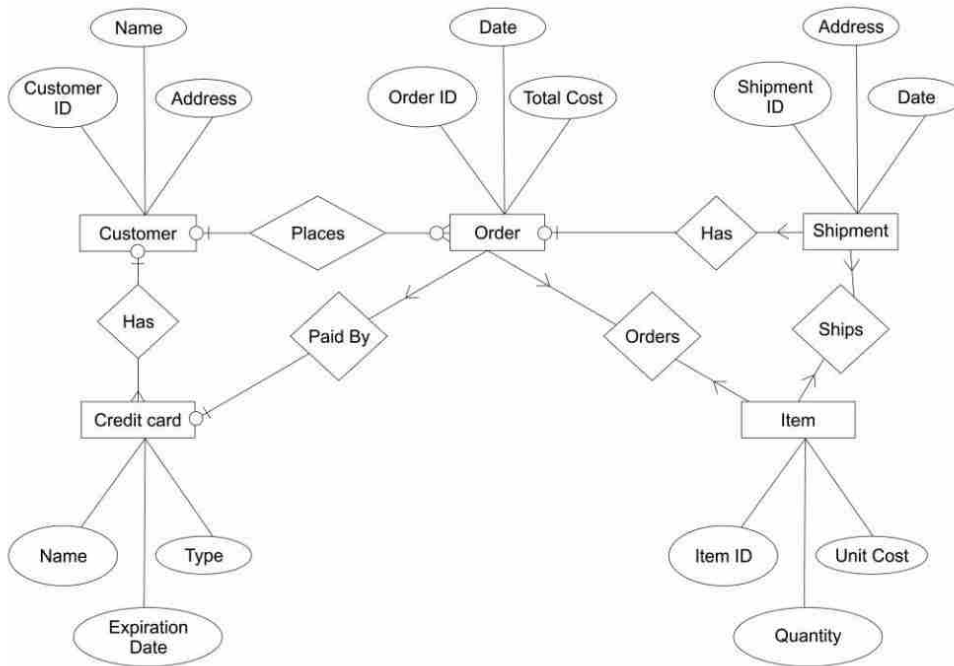 Name
Date
Address
Customer
ID
Address
Order ID
Total Cost
Shipment
ID
Date
Customer
Places
Order
Has
Shipment
Has
Paid By
Orders
Ships
Credit card
Item
Name
Type
Item ID
Unit Cost
Expiration
Date
Quantity